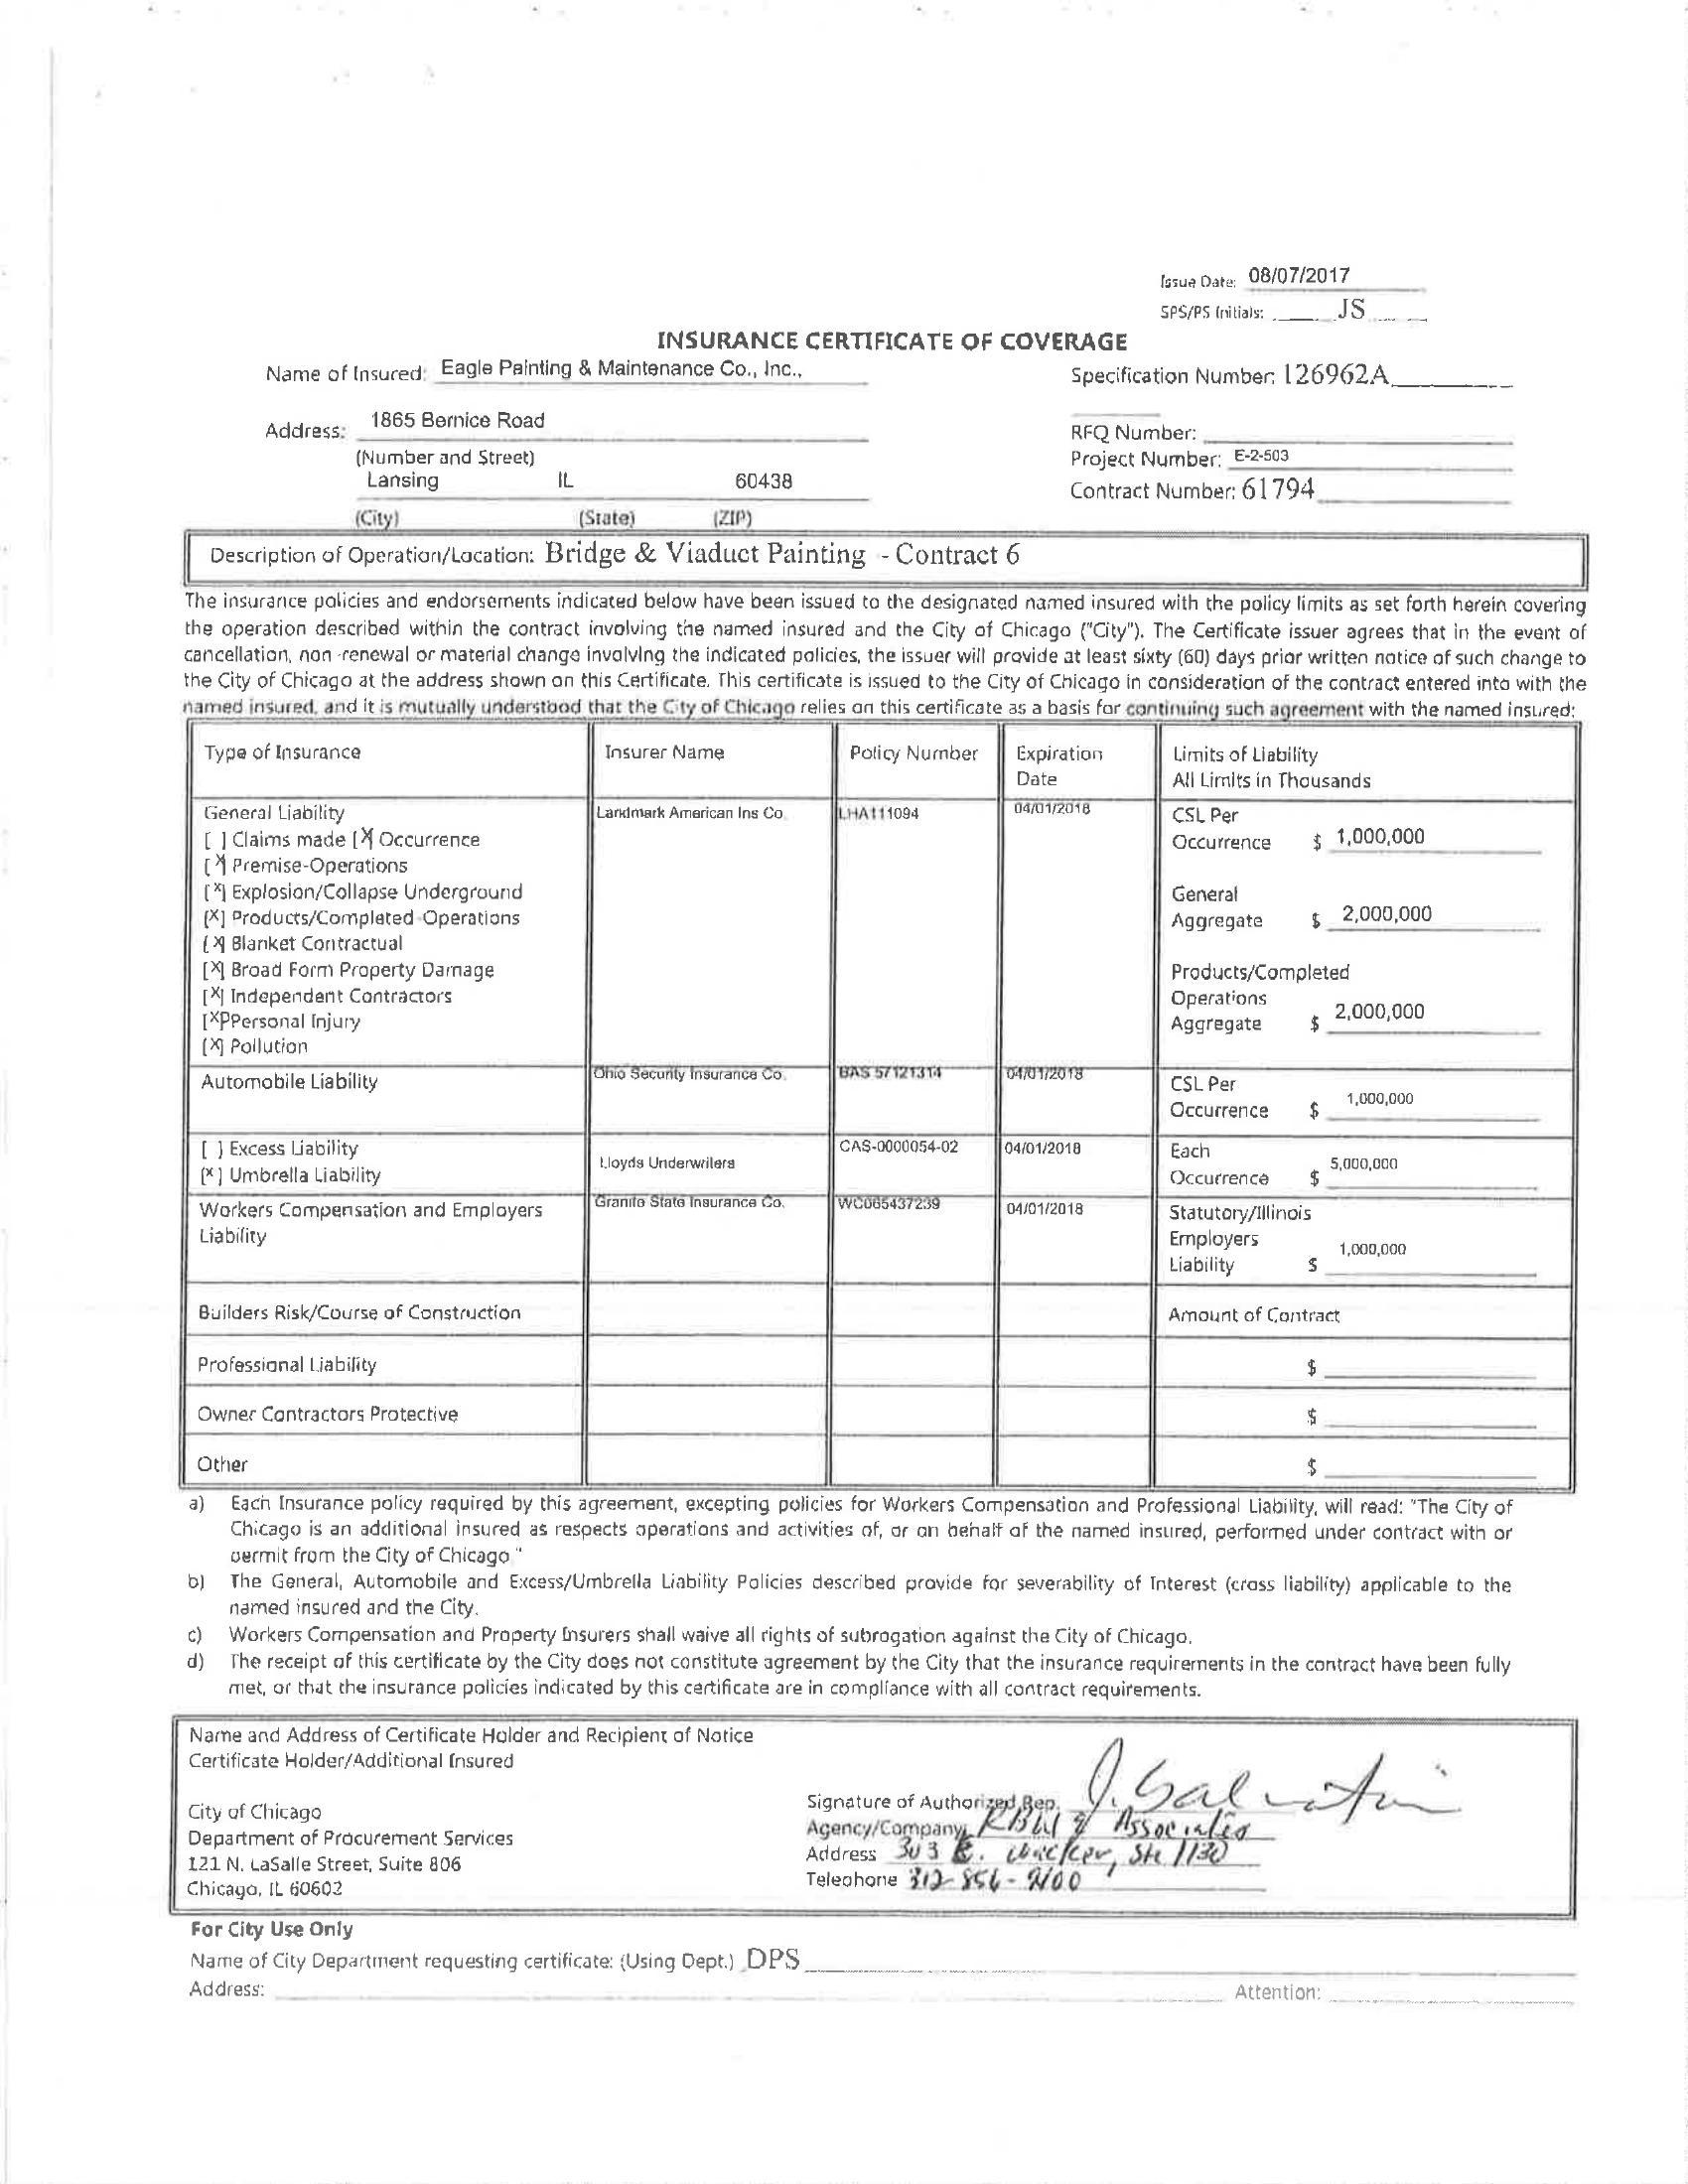 Issue Date: 08/07/2017
SPS/PS Initials: JS
INSURANCE CERTIFICATE OF COVERAGE
Name of Insured: Eagle Painting & Maintenance Co., Inc.,
Specification Number: 126962A
Address: 1865 Bernice Road
RFQ Number:
(Number and Street)
Project Number: E-2-503
Lansing IL 60438
Contract Number: 61794
(City) (State) (ZIP)
Description of Operation/Location: Bridge & Viaduct Painting - Contract 6
The insurance policies and endorsements indicated below have been issued to the designated named insured with the policy limits as set forth herein covering
the operation described within the contract involving the named insured and the City of Chicago ("City"). The Certificate issuer agrees that in the event of
cancellation, non -renewal or material change involving the indicated policies, the issuer will provide at least sixty (60) days prior written notice of such change to
the City of Chicago at the address shown on this Certificate. This certificate is issued to the City of Chicago in consideration of the contract entered into with the
named insured, and it is mutually understood that the City of Chicago relies on this certificate as a basis for continuing such agreement with the named insured:
Type of Insurance Insurer Name Policy Number Expiration Date Limits of Liability
All Limits in Thousands
General Liability Landmark American Ins Co. LHA111094 04/01/2018 CSL Per
[ ] Claims made [X] Occurrence Occurrence $ 1,000,000
[X] Premise-Operations
[X] Explosion/Collapse Underground General
[X] Products/Completed Operations Aggregate $ 2,000,000
[X] Blanket Contractual
[X] Broad Form Property Damage Products/Completed
[X] Independent Contractors Operations
[X] Personal Injury Aggregate $ 2,000,000
[X] Pollution
Automobile Liability Ohio Security Insurance Co. BAS 57121314 04/01/2018 CSL Per
Occurrence $ 1,000,000
[ ] Excess Liability CAS-0000054-02 04/01/2018 Each
[X] Umbrella Liability Lloyds Underwriters Occurrence $ 5,000,000
Workers Compensation and Employers Granite State Insurance Co. WC065437239 04/01/2018 Statutory/Illinois
Liability Employers
Liability $ 1,000,000
Builders Risk/Course of Construction Amount of Contract
Professional Liability $
Owner Contractors Protective $
Other $
a) Each Insurance policy required by this agreement, excepting policies for Workers Compensation and Professional Liability, will read: "The City of
Chicago is an additional insured as respects operations and activities of, or on behalf of the named insured, performed under contract with or
permit from the City of Chicago."
b) The General, Automobile and Excess/Umbrella Liability Policies described provide for severability of Interest (cross liability) applicable to the
named insured and the City.
c) Workers Compensation and Property Insurers shall waive all rights of subrogation against the City of Chicago.
d) The receipt of this certificate by the City does not constitute agreement by the City that the insurance requirements in the contract have been fully
met, or that the insurance policies indicated by this certificate are in compliance with all contract requirements.
Name and Address of Certificate Holder and Recipient of Notice
Certificate Holder/Additional Insured
City of Chicago
Department of Procurement Services
121 N. LaSalle Street, Suite 806
Chicago, IL 60602
Signature of Authorized Rep.
Agency/Company & Associates
Address 303 E. Wacker, Ste 1130
Telephone 312-856-9400
For City Use Only
Name of City Department requesting certificate: (Using Dept.) DPS
Address: Attention: